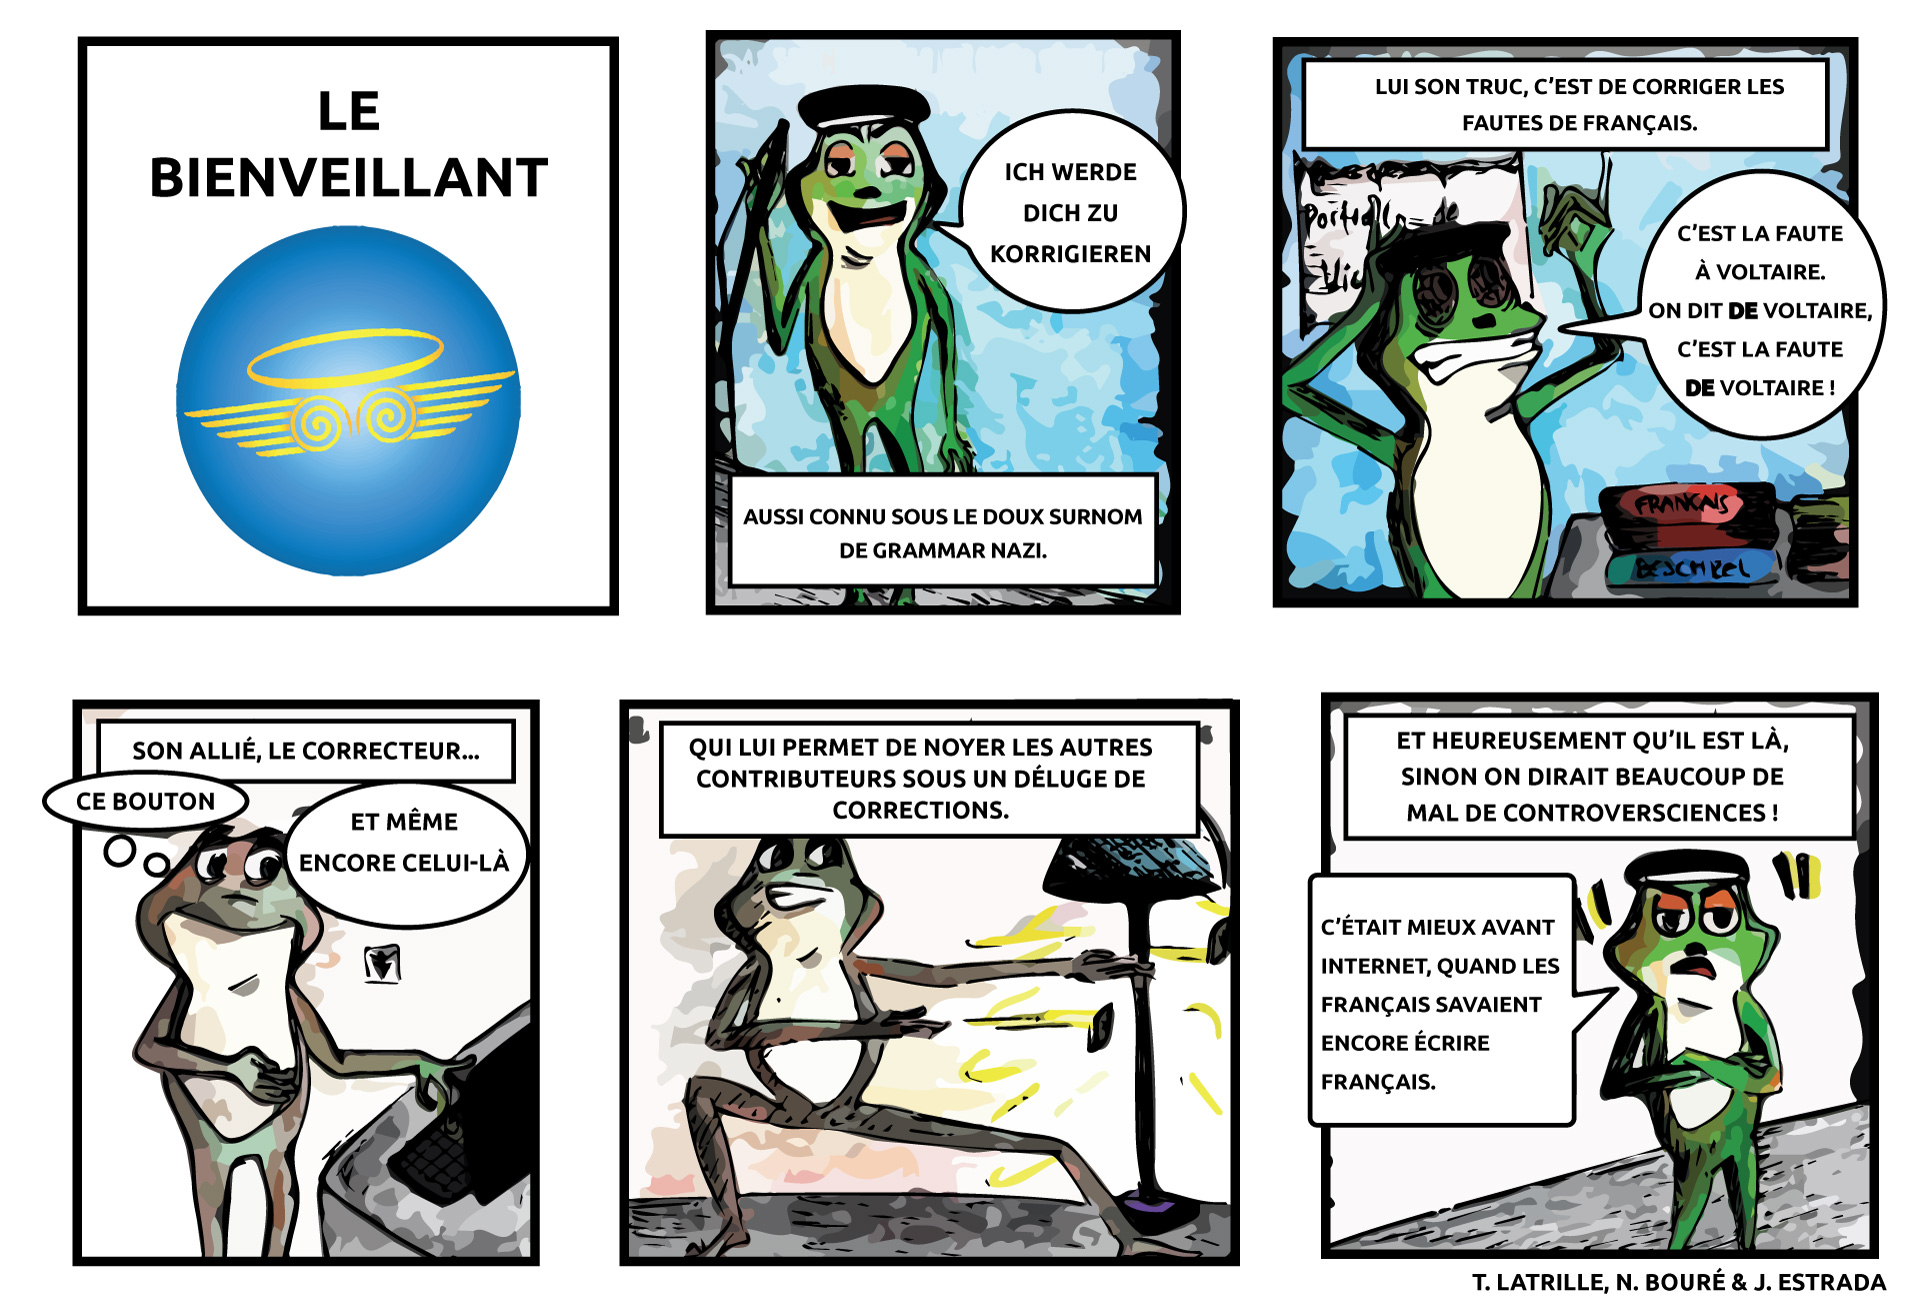 LE
BIENVEILLANT
ICH WERDE
DICH ZU
KORRIGIEREN
AUSSI CONNU SOUS LE DOUX SURNOM
DE GRAMMAR NAZI.
LUI SON TRUC, C'EST DE CORRIGER LES
FAUTES DE FRANÇAIS.
C'EST LA FAUTE
À VOLTAIRE.
ON DIT DE VOLTAIRE,
C'EST LA FAUTE
DE VOLTAIRE !
FRANCAIS
SON ALLIÉ, LE CORRECTEUR...
CE BOUTON
ET MÊME
ENCORE CELUI-LÀ
QUI LUI PERMET DE NOYER LES AUTRES
CONTRIBUTEURS SOUS UN DÉLUGE DE
CORRECTIONS.
ET HEUREUSEMENT QU'IL EST LÀ,
SINON ON DIRAIT BEAUCOUP DE
MAL DE CONTROVERSCIENCES !
C'ÉTAIT MIEUX AVANT
INTERNET, QUAND LES
FRANÇAIS SAVAIENT
ENCORE ÉCRIRE
FRANÇAIS.
T. LATRILLE, N. BOURÉ & J. ESTRADA